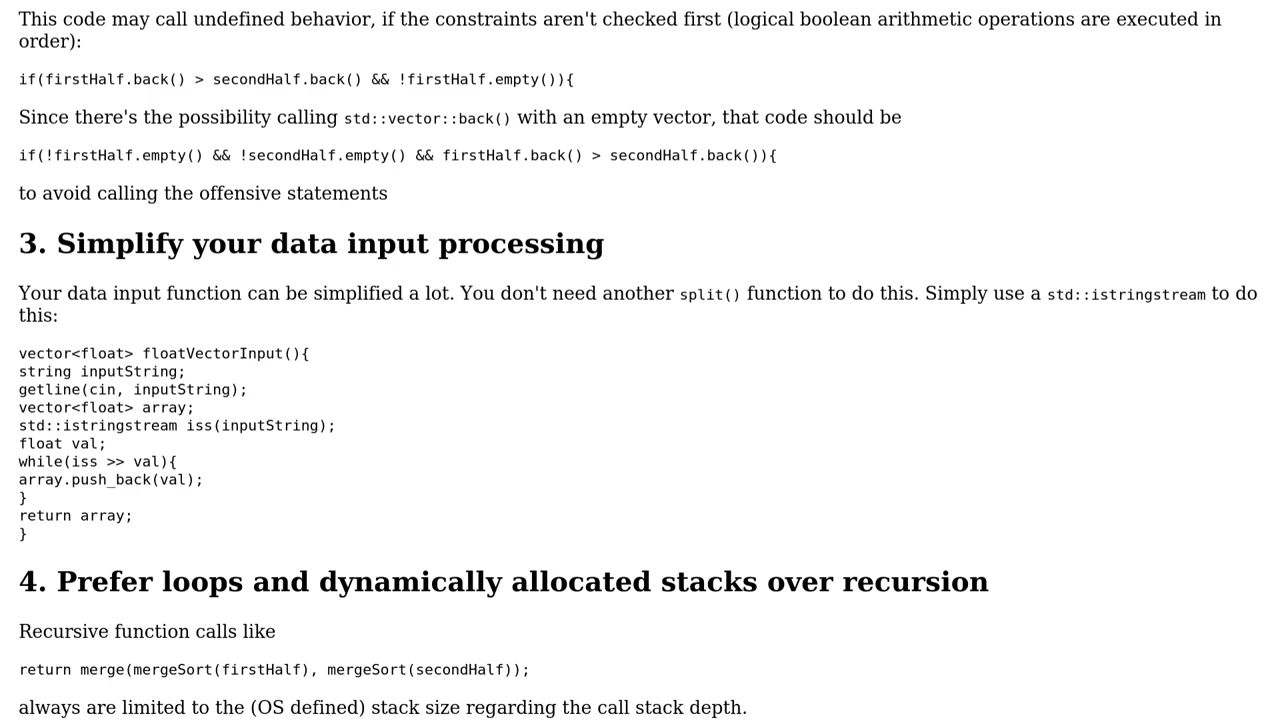 This code may call undefined behavior, if the constraints aren't checked first (logical boolean arithmetic operations are executed in
order):
if(firstHalf.back() > secondHalf.back() && !firstHalf.empty()){
Since there's the possibility calling std::vector::back() with an empty vector, that code should be
if(!firstHalf.empty() && !secondHalf.empty() && firstHalf.back() > secondHalf.back()){
to avoid calling the offensive statements
3. Simplify your data input processing
Your data input function can be simplified a lot. You don't need another split() function to do this. Simply use a std::istringstream to do
this:
vector<float> floatVectorInput(){
string inputString;
getline(cin, inputString);
vector<float> array;
std::istringstream iss(inputString);
float val;
while(iss >> val){
array.push_back(val);
}
return array;
}
4. Prefer loops and dynamically allocated stacks over recursion
Recursive function calls like
return merge(mergeSort(firstHalf), mergeSort(secondHalf));
always are limited to the (OS defined) stack size regarding the call stack depth.